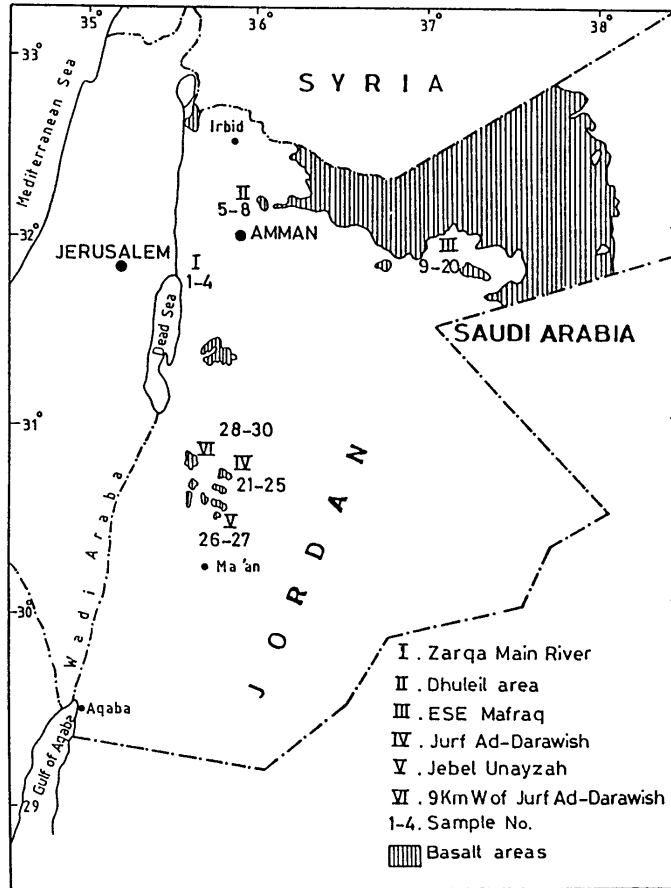 35° 36° 37° 38°
33°
Mediterranean Sea
SYRIA
Irbid
II
5-8
32°
AMMAN
JERUSALEM
I
1-4
III
9-20
Dead Sea
SAUDI ARABIA
31°
28-30
VI
IV
21-25
V
26-27
Ma'an
Wadi Araba
JORDAN
30°
Aqaba
Gulf of Aqaba
29
I . Zarqa Main River
II . Dhuleil area
III . ESE Mafraq
IV . Jurf Ad-Darawish
V . Jebel Unayzah
VI . 9Km W of Jurf Ad-Darawish
1-4. Sample No.
Basalt areas